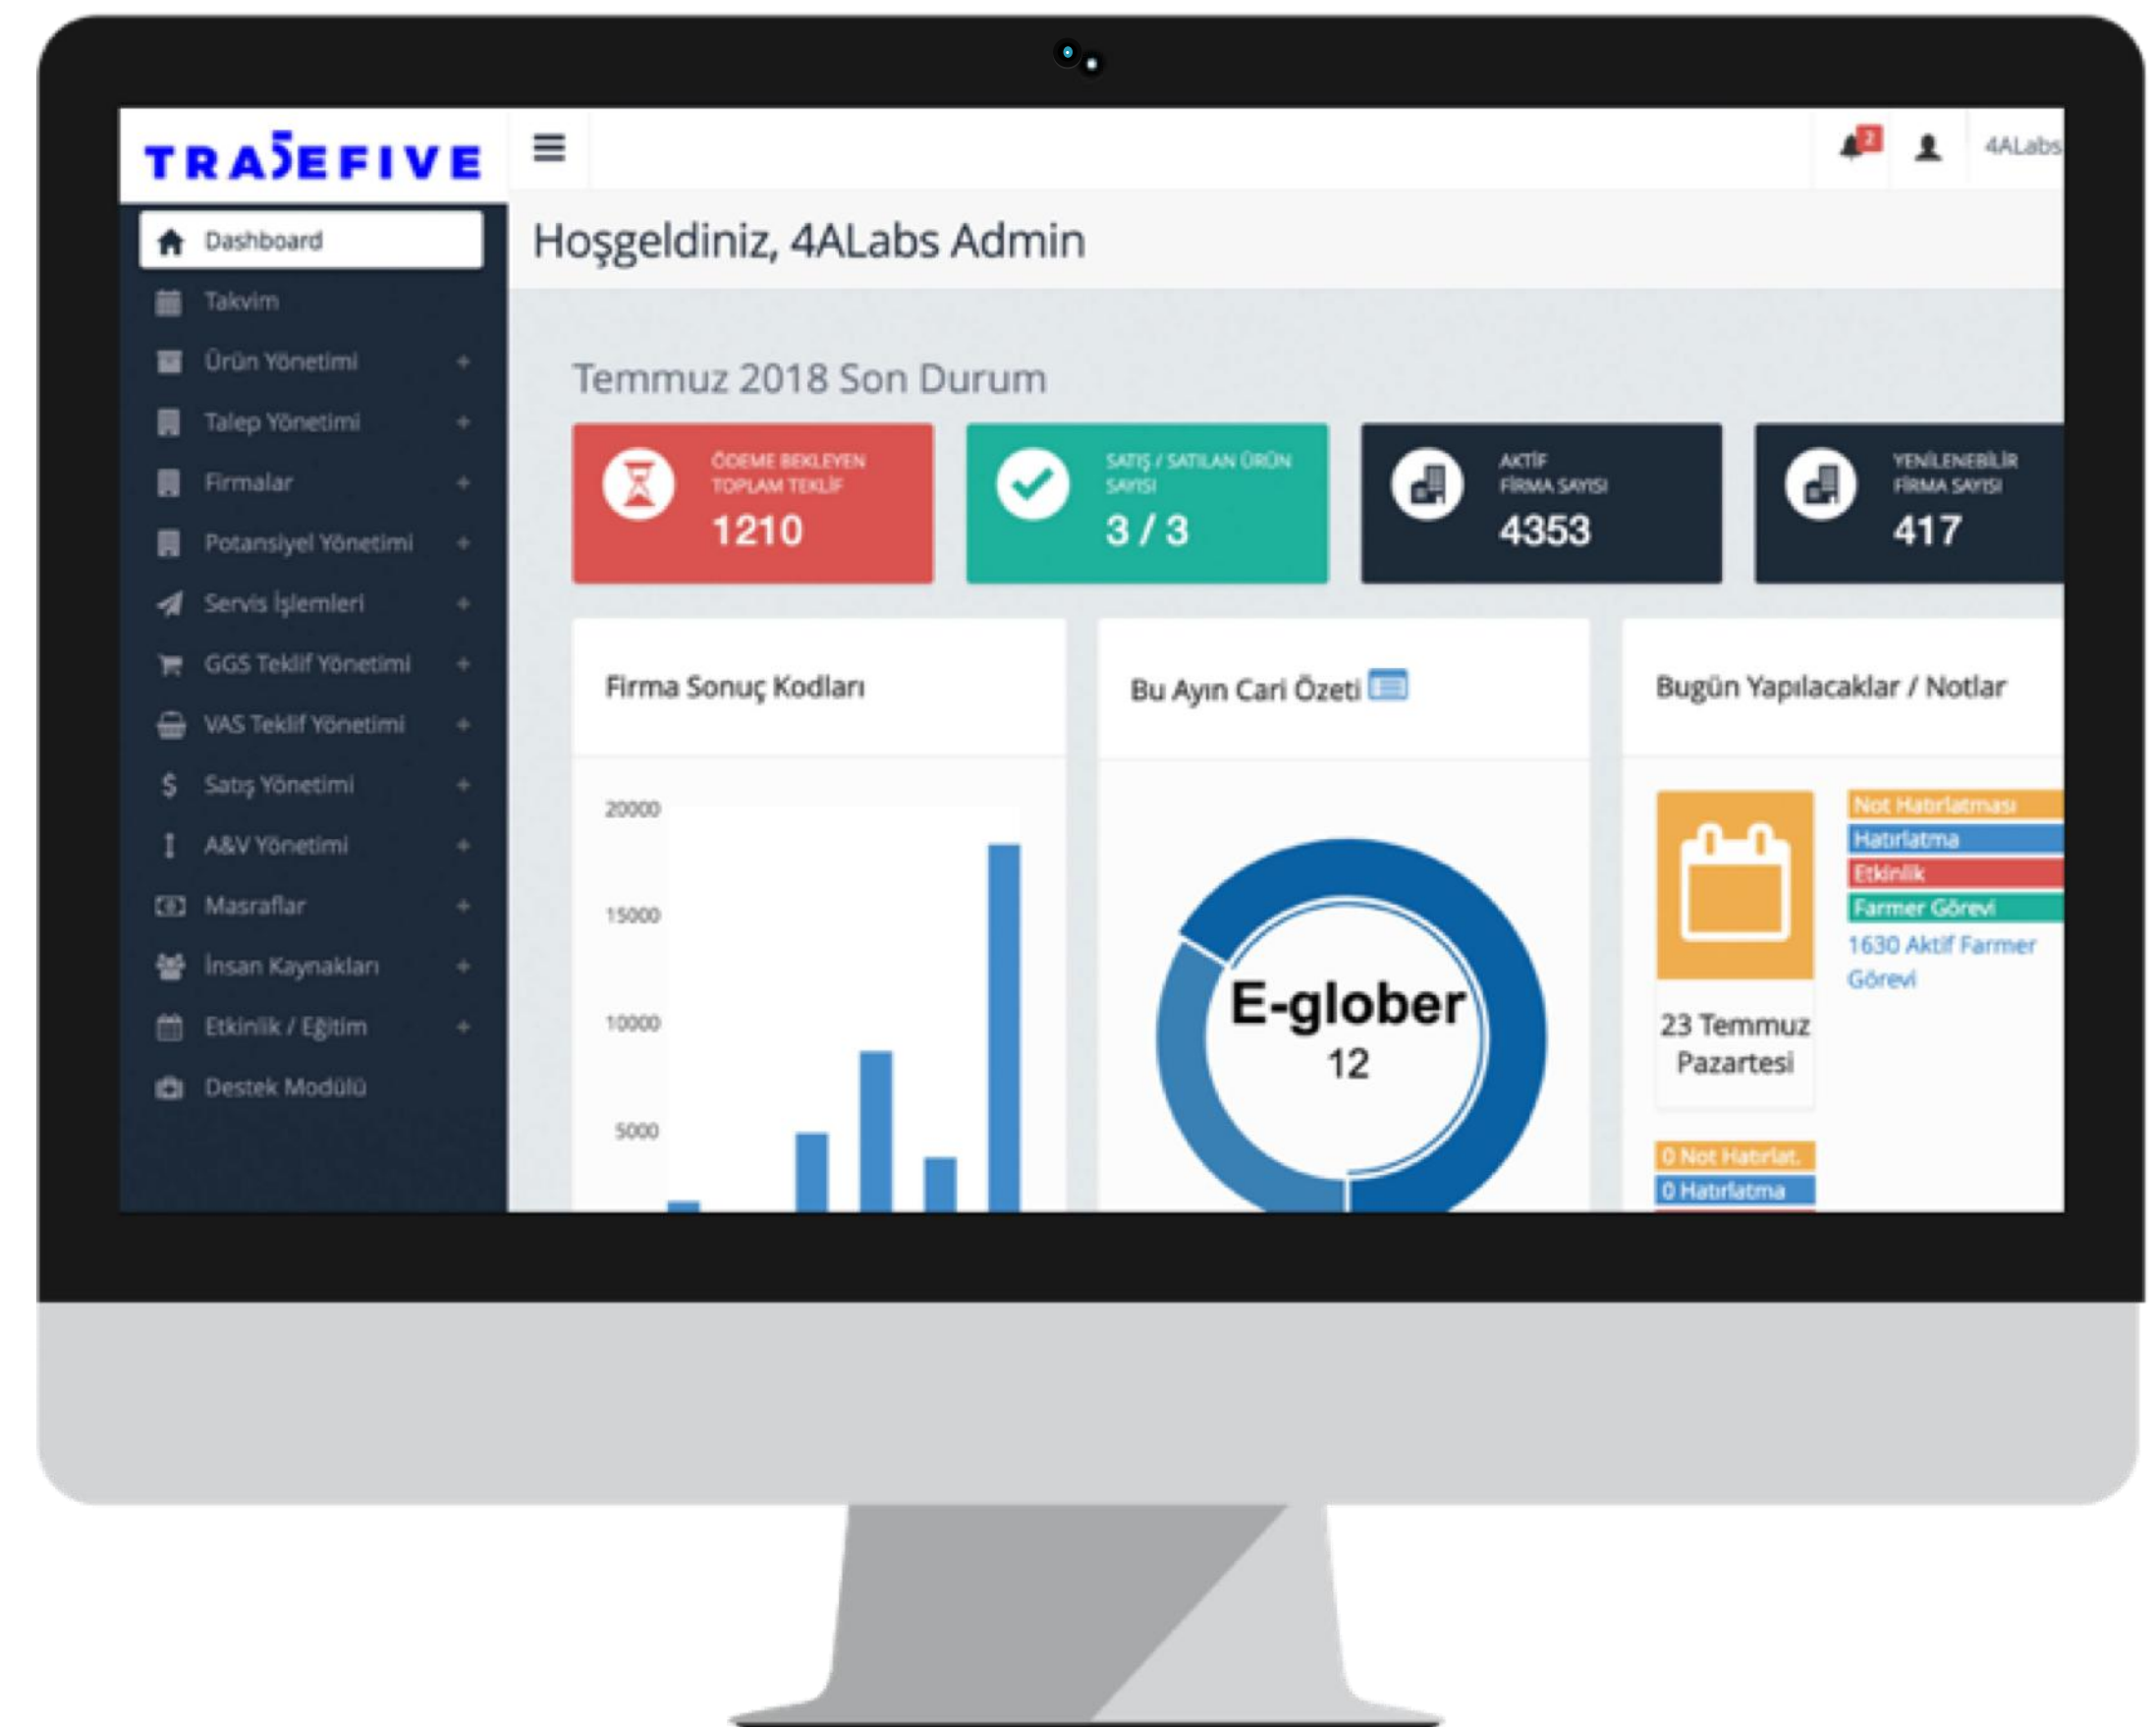 TRADEFIVE
2
4ALabs
Dashboard
Hoşgeldiniz, 4ALabs Admin
Takvim
Ürün Yönetimi
Talep Yönetimi
Firmalar
Potansiyel Yönetimi
Servis İşlemleri
GGS Teklif Yönetimi
VAS Teklif Yönetimi
$ Satış Yönetimi
A&V Yönetimi
Masraflar
İnsan Kaynakları
Etkinlik / Eğitim
Destek Modülü
Temmuz 2018 Son Durum
ÖDEME BEKLEYEN
TOPLAM TEKLİF
1210
SATIŞ / SATILAN ÜRÜN
SAYISI
3 / 3
AKTİF
FİRMA SAYISI
4353
YENİLENEBİLİR
FİRMA SAYISI
417
Firma Sonuç Kodları
20000
15000
10000
5000
Bu Ayın Cari Özeti
E-glober
12
Bugün Yapılacaklar / Notlar
23 Temmuz
Pazartesi
0 Not Hatırlat.
0 Hatırlatma
Not Hatırlatması
Hatırlatma
Etkinlik
Farmer Görevi
1630 Aktif Farmer
Görevi